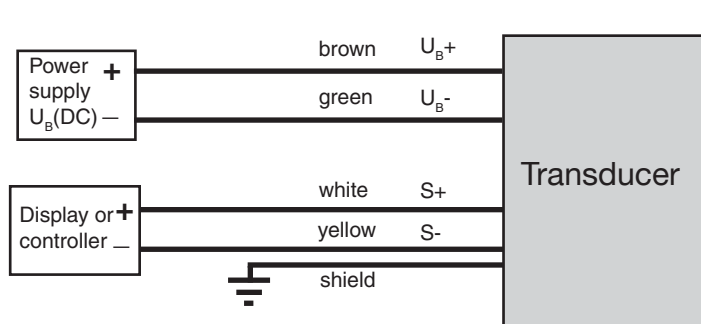 Power +
supply
U_B(DC) –
brown U_B+
green U_B-
Display or +
controller –
white S+
yellow S-
shield
Transducer